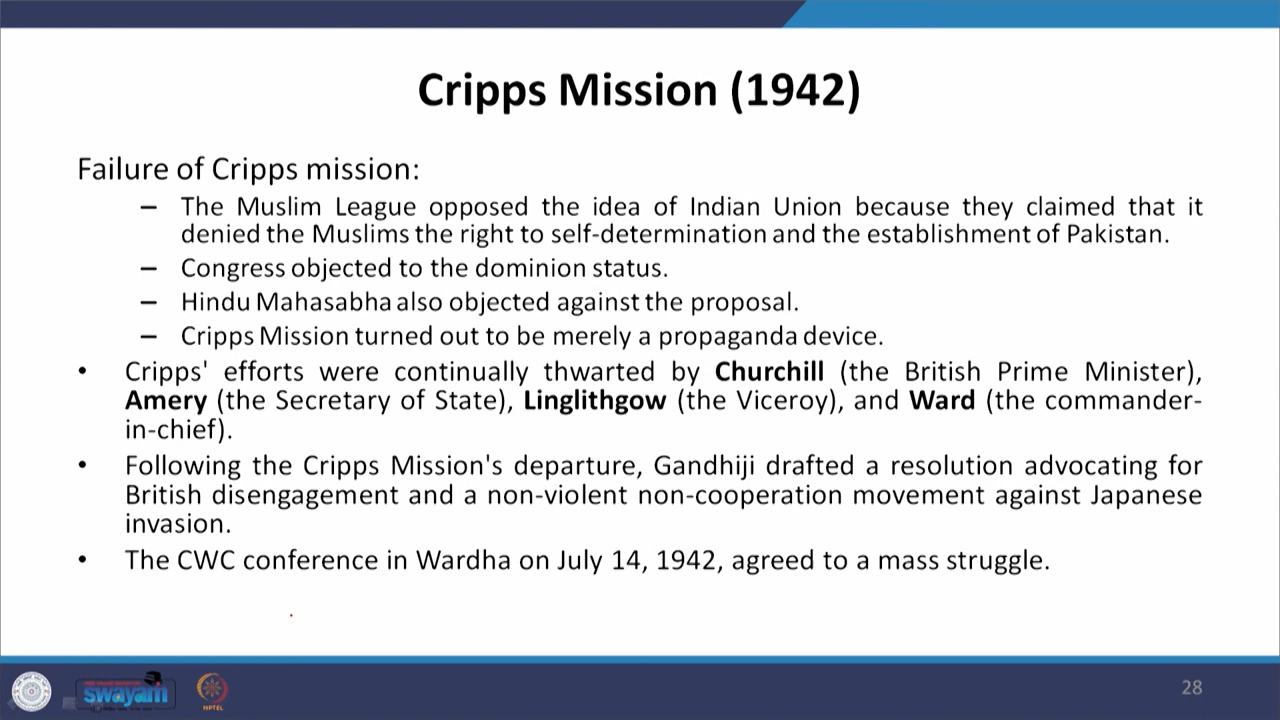 Cripps Mission (1942)
Failure of Cripps mission:
– The Muslim League opposed the idea of Indian Union because they claimed that it
denied the Muslims the right to self-determination and the establishment of Pakistan.
– Congress objected to the dominion status.
– Hindu Mahasabha also objected against the proposal.
– Cripps Mission turned out to be merely a propaganda device.
• Cripps' efforts were continually thwarted by Churchill (the British Prime Minister),
Amery (the Secretary of State), Linglithgow (the Viceroy), and Ward (the commander-
in-chief).
• Following the Cripps Mission's departure, Gandhiji drafted a resolution advocating for
British disengagement and a non-violent non-cooperation movement against Japanese
invasion.
• The CWC conference in Wardha on July 14, 1942, agreed to a mass struggle.
swayam
NPTEL
28